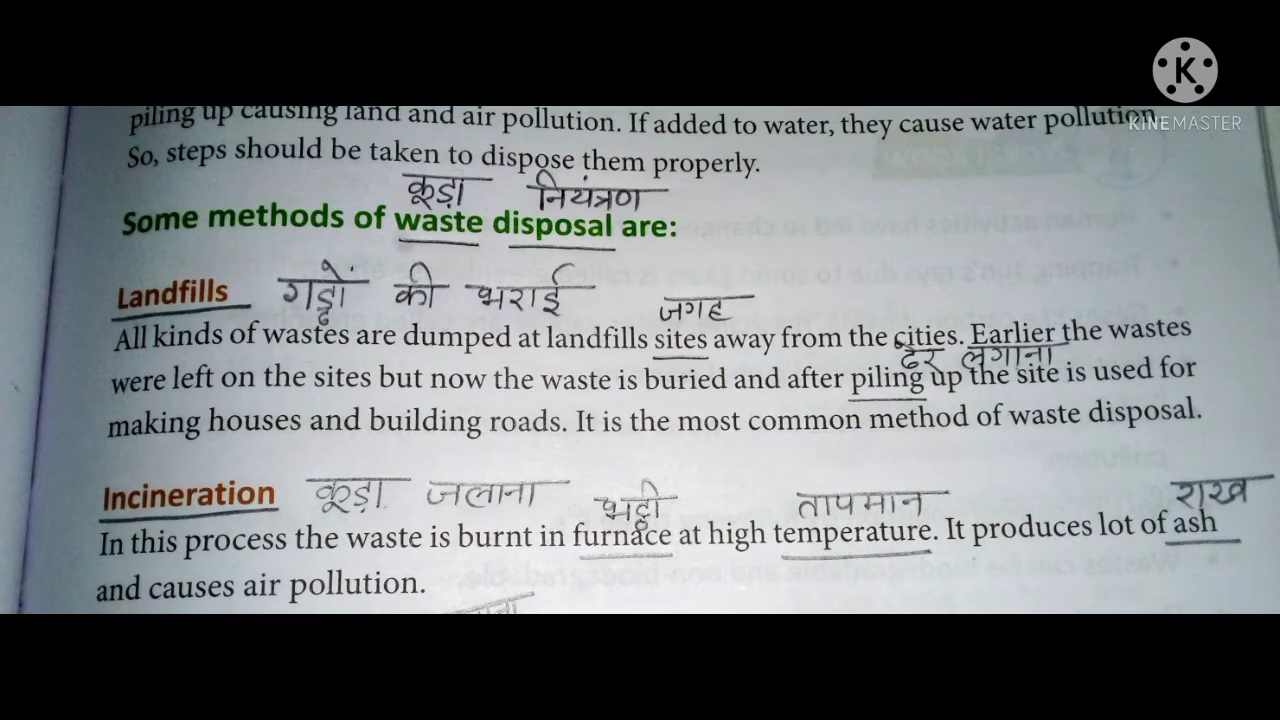 K
KINEMASTER
piling up causing land and air pollution. If added to water, they cause water pollution
So, steps should be taken to dispose them properly.
कूड़ा नियंत्रण
Some methods of waste disposal are:
Landfills गड्ढों की भराई
जगह
All kinds of wastes are dumped at landfills sites away from the cities. Earlier the wastes
ढेर लगाना
were left on the sites but now the waste is buried and after piling up the site is used for
making houses and building roads. It is the most common method of waste disposal.
Incineration कूड़ा जलाना
भट्ठी तापमान राख
In this process the waste is burnt in furnace at high temperature. It produces lot of ash
and causes air pollution.